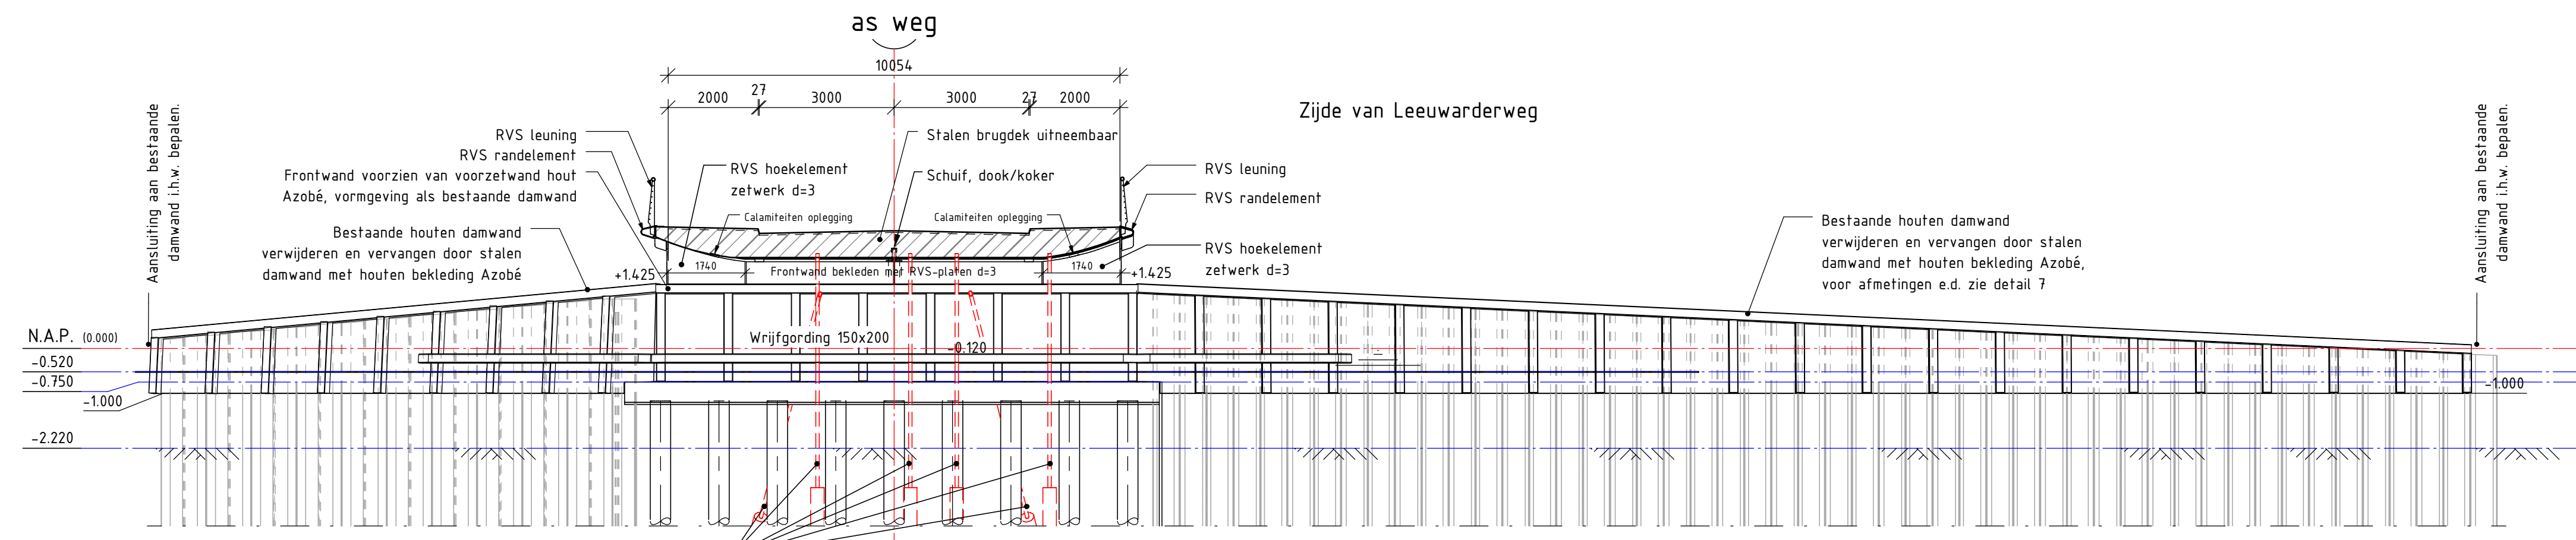 as weg
10054
2000
27
3000
3000
27
2000
Zijde van Leeuwarderweg
Aansluiting aan bestaande
damwand i.h.w. bepalen.
RVS leuning
RVS randelement
Frontwand voorzien van voorzetwand hout
Azobé, vormgeving als bestaande damwand
Bestaande houten damwand
verwijderen en vervangen door stalen
damwand met houten bekleding Azobé
RVS hoekelement
zetwerk d=3
Stalen brugdek uitneembaar
Schuif, dook/koker
Calamiteiten oplegging
Calamiteiten oplegging
RVS leuning
RVS randelement
RVS hoekelement
zetwerk d=3
Bestaande houten damwand
verwijderen en vervangen door stalen
damwand met houten bekleding Azobé,
voor afmetingen e.d. zie detail 7
Aansluiting aan bestaande
damwand i.h.w. bepalen.
+1.425
1740
Frontwand bekleden met RVS-platen d=3
1740
+1.425
N.A.P. (0.000)
Wrijfgording 150x200
-0.120
-0.520
-0.750
-1.000
-1.000
-2.220